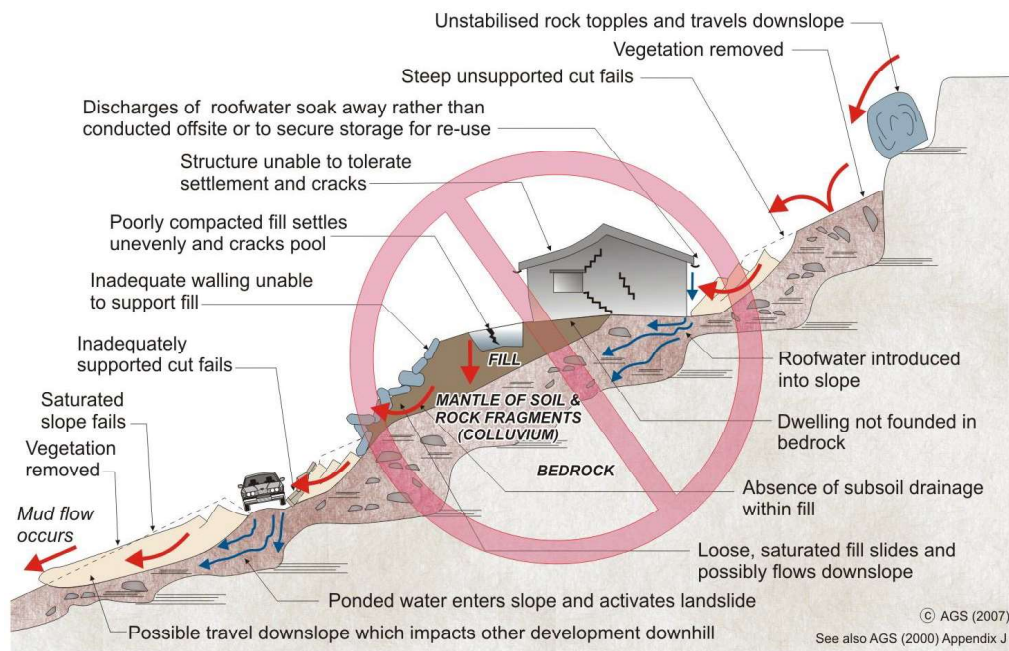 Unstabilised rock topples and travels downslope
Vegetation removed
Steep unsupported cut fails
Discharges of roofwater soak away rather than
conducted offsite or to secure storage for re-use
Structure unable to tolerate
settlement and cracks
Poorly compacted fill settles
unevenly and cracks pool
Inadequate walling unable
to support fill
Inadequately
supported cut fails
Saturated
slope fails
Vegetation
removed
Mud flow
occurs
FILL
MANTLE OF SOIL &
ROCK FRAGMENTS
(COLLUVIUM)
BEDROCK
Roofwater introduced
into slope
Dwelling not founded in
bedrock
Absence of subsoil drainage
within fill
Loose, saturated fill slides and
possibly flows downslope
Ponded water enters slope and activates landslide
Possible travel downslope which impacts other development downhill
© AGS (2007)
See also AGS (2000) Appendix J